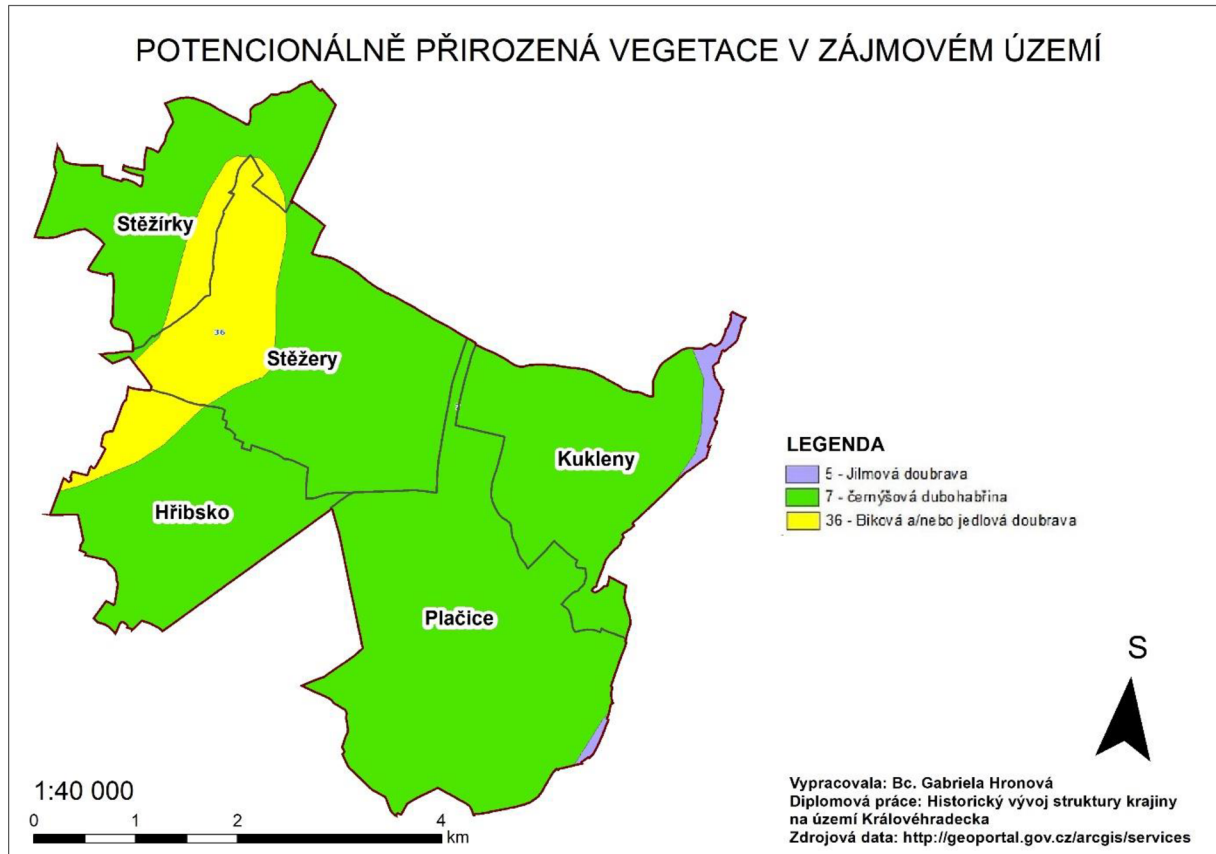 POTENCIONÁLNĚ PŘIROZENÁ VEGETACE V ZÁJMOVÉM ÚZEMÍ
Stěžírky
36
Stěžery
Kukleny
Hřibsko
Plačice
LEGENDA
5 - Jilmová doubrava
7 - černýšová dubohabřina
36 - Biková a/nebo jedlová doubrava
S
1:40 000
0 1 2 4
km
Vypracovala: Bc. Gabriela Hronová
Diplomová práce: Historický vývoj struktury krajiny
na území Královéhradecka
Zdrojová data: http://geoportal.gov.cz/arcgis/services